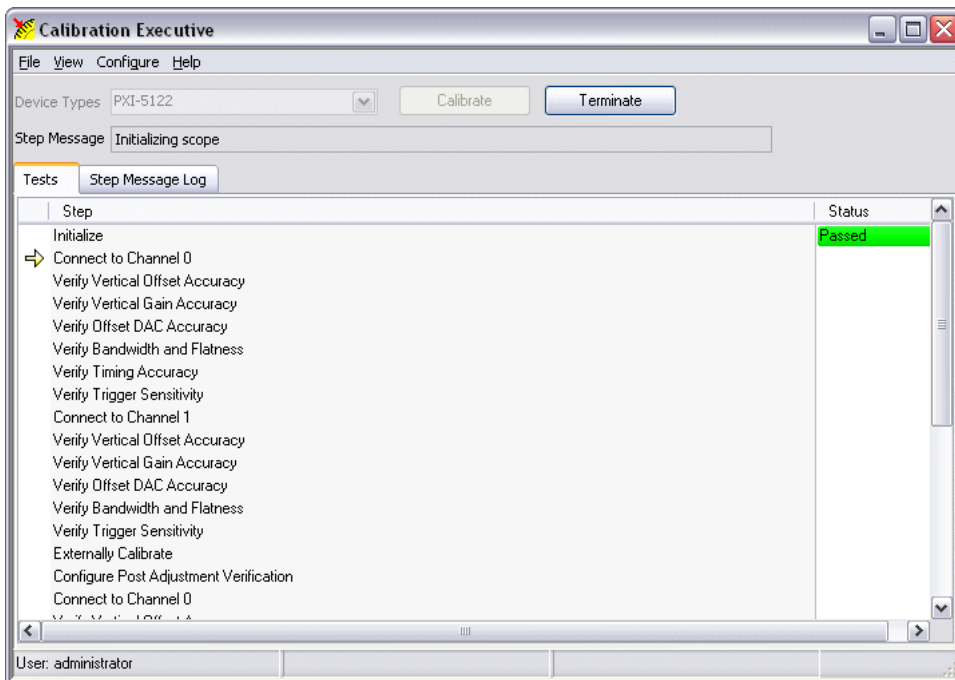 Calibration Executive
File View Configure Help
Device Types PXI-5122 Calibrate Terminate
Step Message Initializing scope
Tests Step Message Log
Step Status
Initialize Passed
Connect to Channel 0
Verify Vertical Offset Accuracy
Verify Vertical Gain Accuracy
Verify Offset DAC Accuracy
Verify Bandwidth and Flatness
Verify Timing Accuracy
Verify Trigger Sensitivity
Connect to Channel 1
Verify Vertical Offset Accuracy
Verify Vertical Gain Accuracy
Verify Offset DAC Accuracy
Verify Bandwidth and Flatness
Verify Trigger Sensitivity
Externally Calibrate
Configure Post Adjustment Verification
Connect to Channel 0
User: administrator